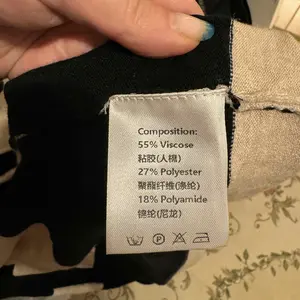 Composition:
55% Viscose
粘胶(人棉)
27% Polyester
聚酯纤维(涤纶)
18% Polyamide
锦纶(尼龙)
P